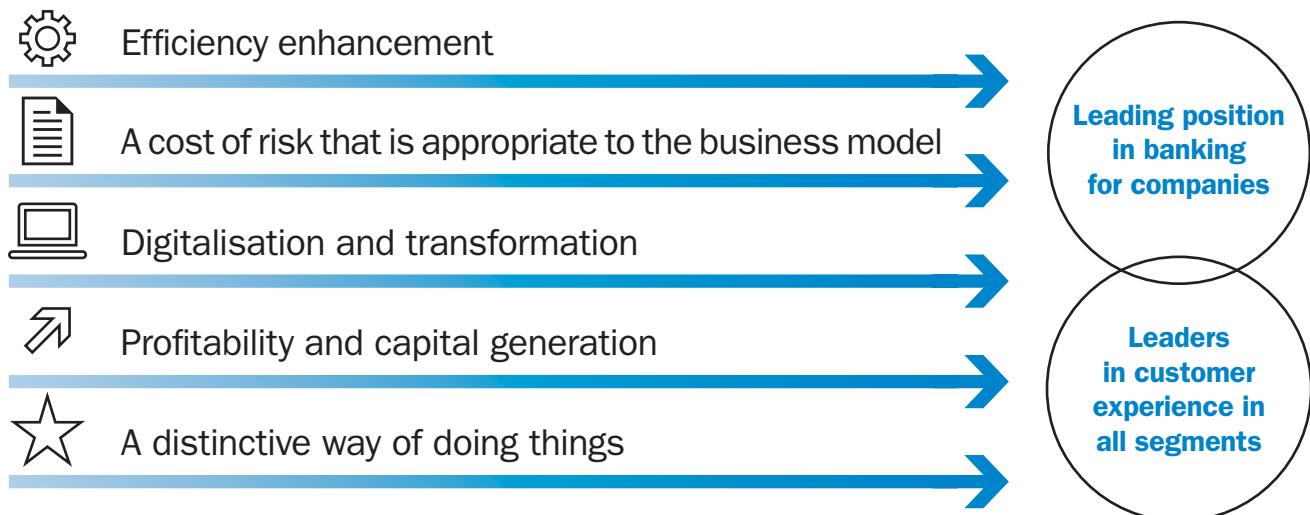 Efficiency enhancement
A cost of risk that is appropriate to the business model
Digitalisation and transformation
Profitability and capital generation
A distinctive way of doing things
Leading position
in banking
for companies
Leaders
in customer
experience in
all segments